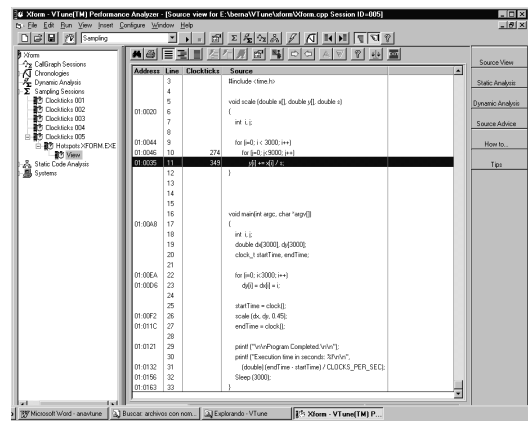 Xform - VTune(TM) Performance Analyzer - [Source view for E:\berna\VTune\xform\Xform.cpp Session ID=005]
File Edit Run View Insert Configure Window Help
Sampling
Xform
CallGraph Sessions
Chronologies
Dynamic Analysis
Sampling Sessions
Clockticks 001
Clockticks 002
Clockticks 003
Clockticks 004
Clockticks 005
Hotspots XFORM.EXE
View
Static Code Analysis
Systems
Address Line Clockticks Source
3 #include <time.h>
4
5 void scale (double x[], double y[], double s)
01:0020 6 {
7 int i, j;
8
01:0044 9 for (i=0; i < 3000; i++)
01:0046 10 274 for (j=0; j<9000; j++)
01:0035 11 349 y[i] += x[i] / s;
12 }
13
14
15
16 void main(int argc, char *argv[])
01:00A8 17 {
18 int i, j;
19 double dx[3000], dy[3000];
20 clock_t startTime, endTime;
21
01:00EA 22 for (i=0; i<3000; i++)
01:00D6 23 dy[i] = dx[i] = i;
24
25 startTime = clock();
01:00F2 26 scale (dx, dy, 0.45);
01:011C 27 endTime = clock();
28
01:0121 29 printf ("\n\nProgram Completed.\n\n");
30 printf ("Execution time in seconds: %f\n\n",
01:0132 31 (double) (endTime - startTime) / CLOCKS_PER_SEC);
01:0156 32 Sleep (3000);
01:0163 33 }
Source View
Static Analysis
Dynamic Analysis
Source Advice
How to...
Tips
Microsoft Word - anavtune
Buscar: archivos con nom...
Explorando - VTune
Xform - VTune(TM) P...